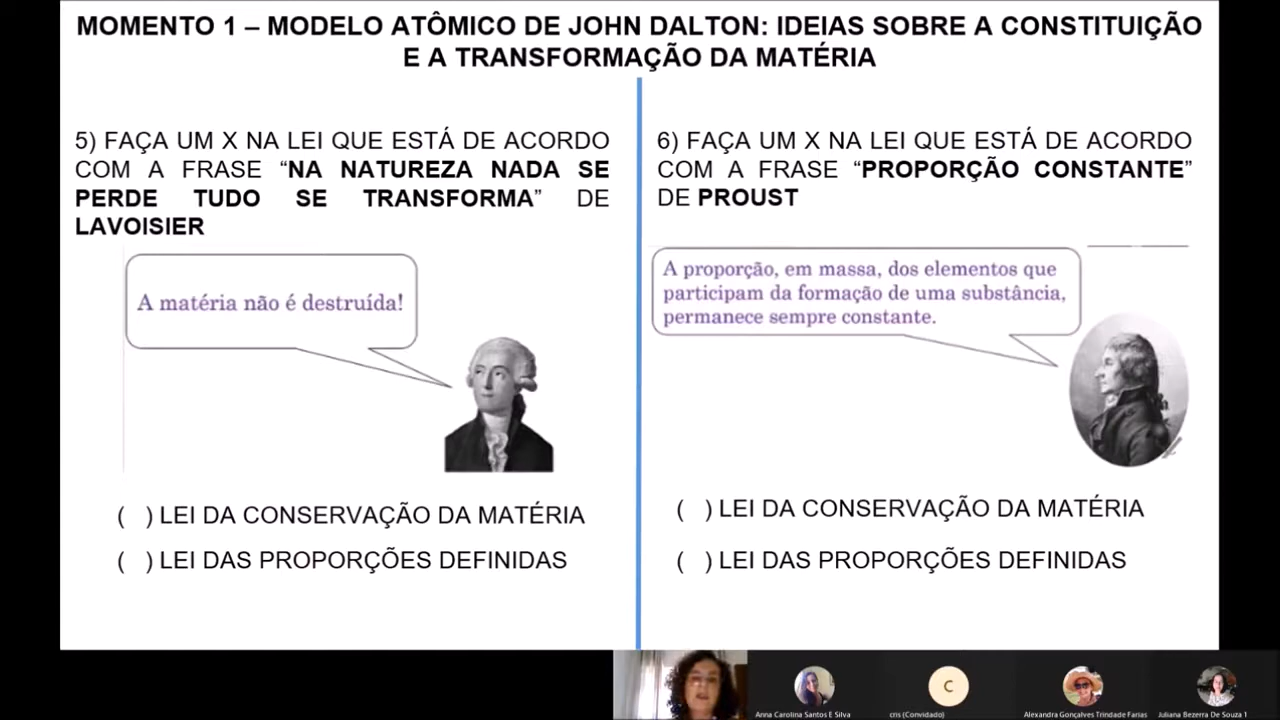 MOMENTO 1 – MODELO ATÔMICO DE JOHN DALTON: IDEIAS SOBRE A CONSTITUIÇÃO
E A TRANSFORMAÇÃO DA MATÉRIA
5) FAÇA UM X NA LEI QUE ESTÁ DE ACORDO
COM A FRASE “NA NATUREZA NADA SE
PERDE TUDO SE TRANSFORMA” DE
LAVOISIER
A matéria não é destruída!
( ) LEI DA CONSERVAÇÃO DA MATÉRIA
( ) LEI DAS PROPORÇÕES DEFINIDAS
6) FAÇA UM X NA LEI QUE ESTÁ DE ACORDO
COM A FRASE “PROPORÇÃO CONSTANTE”
DE PROUST
A proporção, em massa, dos elementos que
participam da formação de uma substância,
permanece sempre constante.
( ) LEI DA CONSERVAÇÃO DA MATÉRIA
( ) LEI DAS PROPORÇÕES DEFINIDAS
C
Anna Carolina Santos E Silva
cris (Convidado)
Alexandra Gonçalves Trindade Farias
Juliana Bezerra De Souza 1